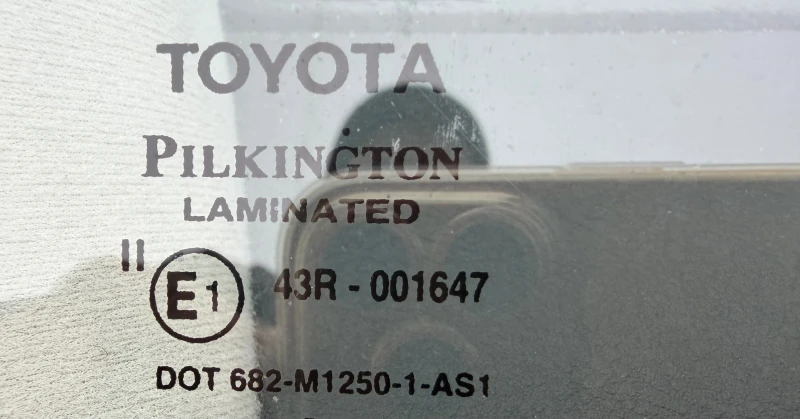 TOYOTA
PILKINGTON
LAMINATED
II
E1 43R - 001647
DOT 682-M1250-1-AS1